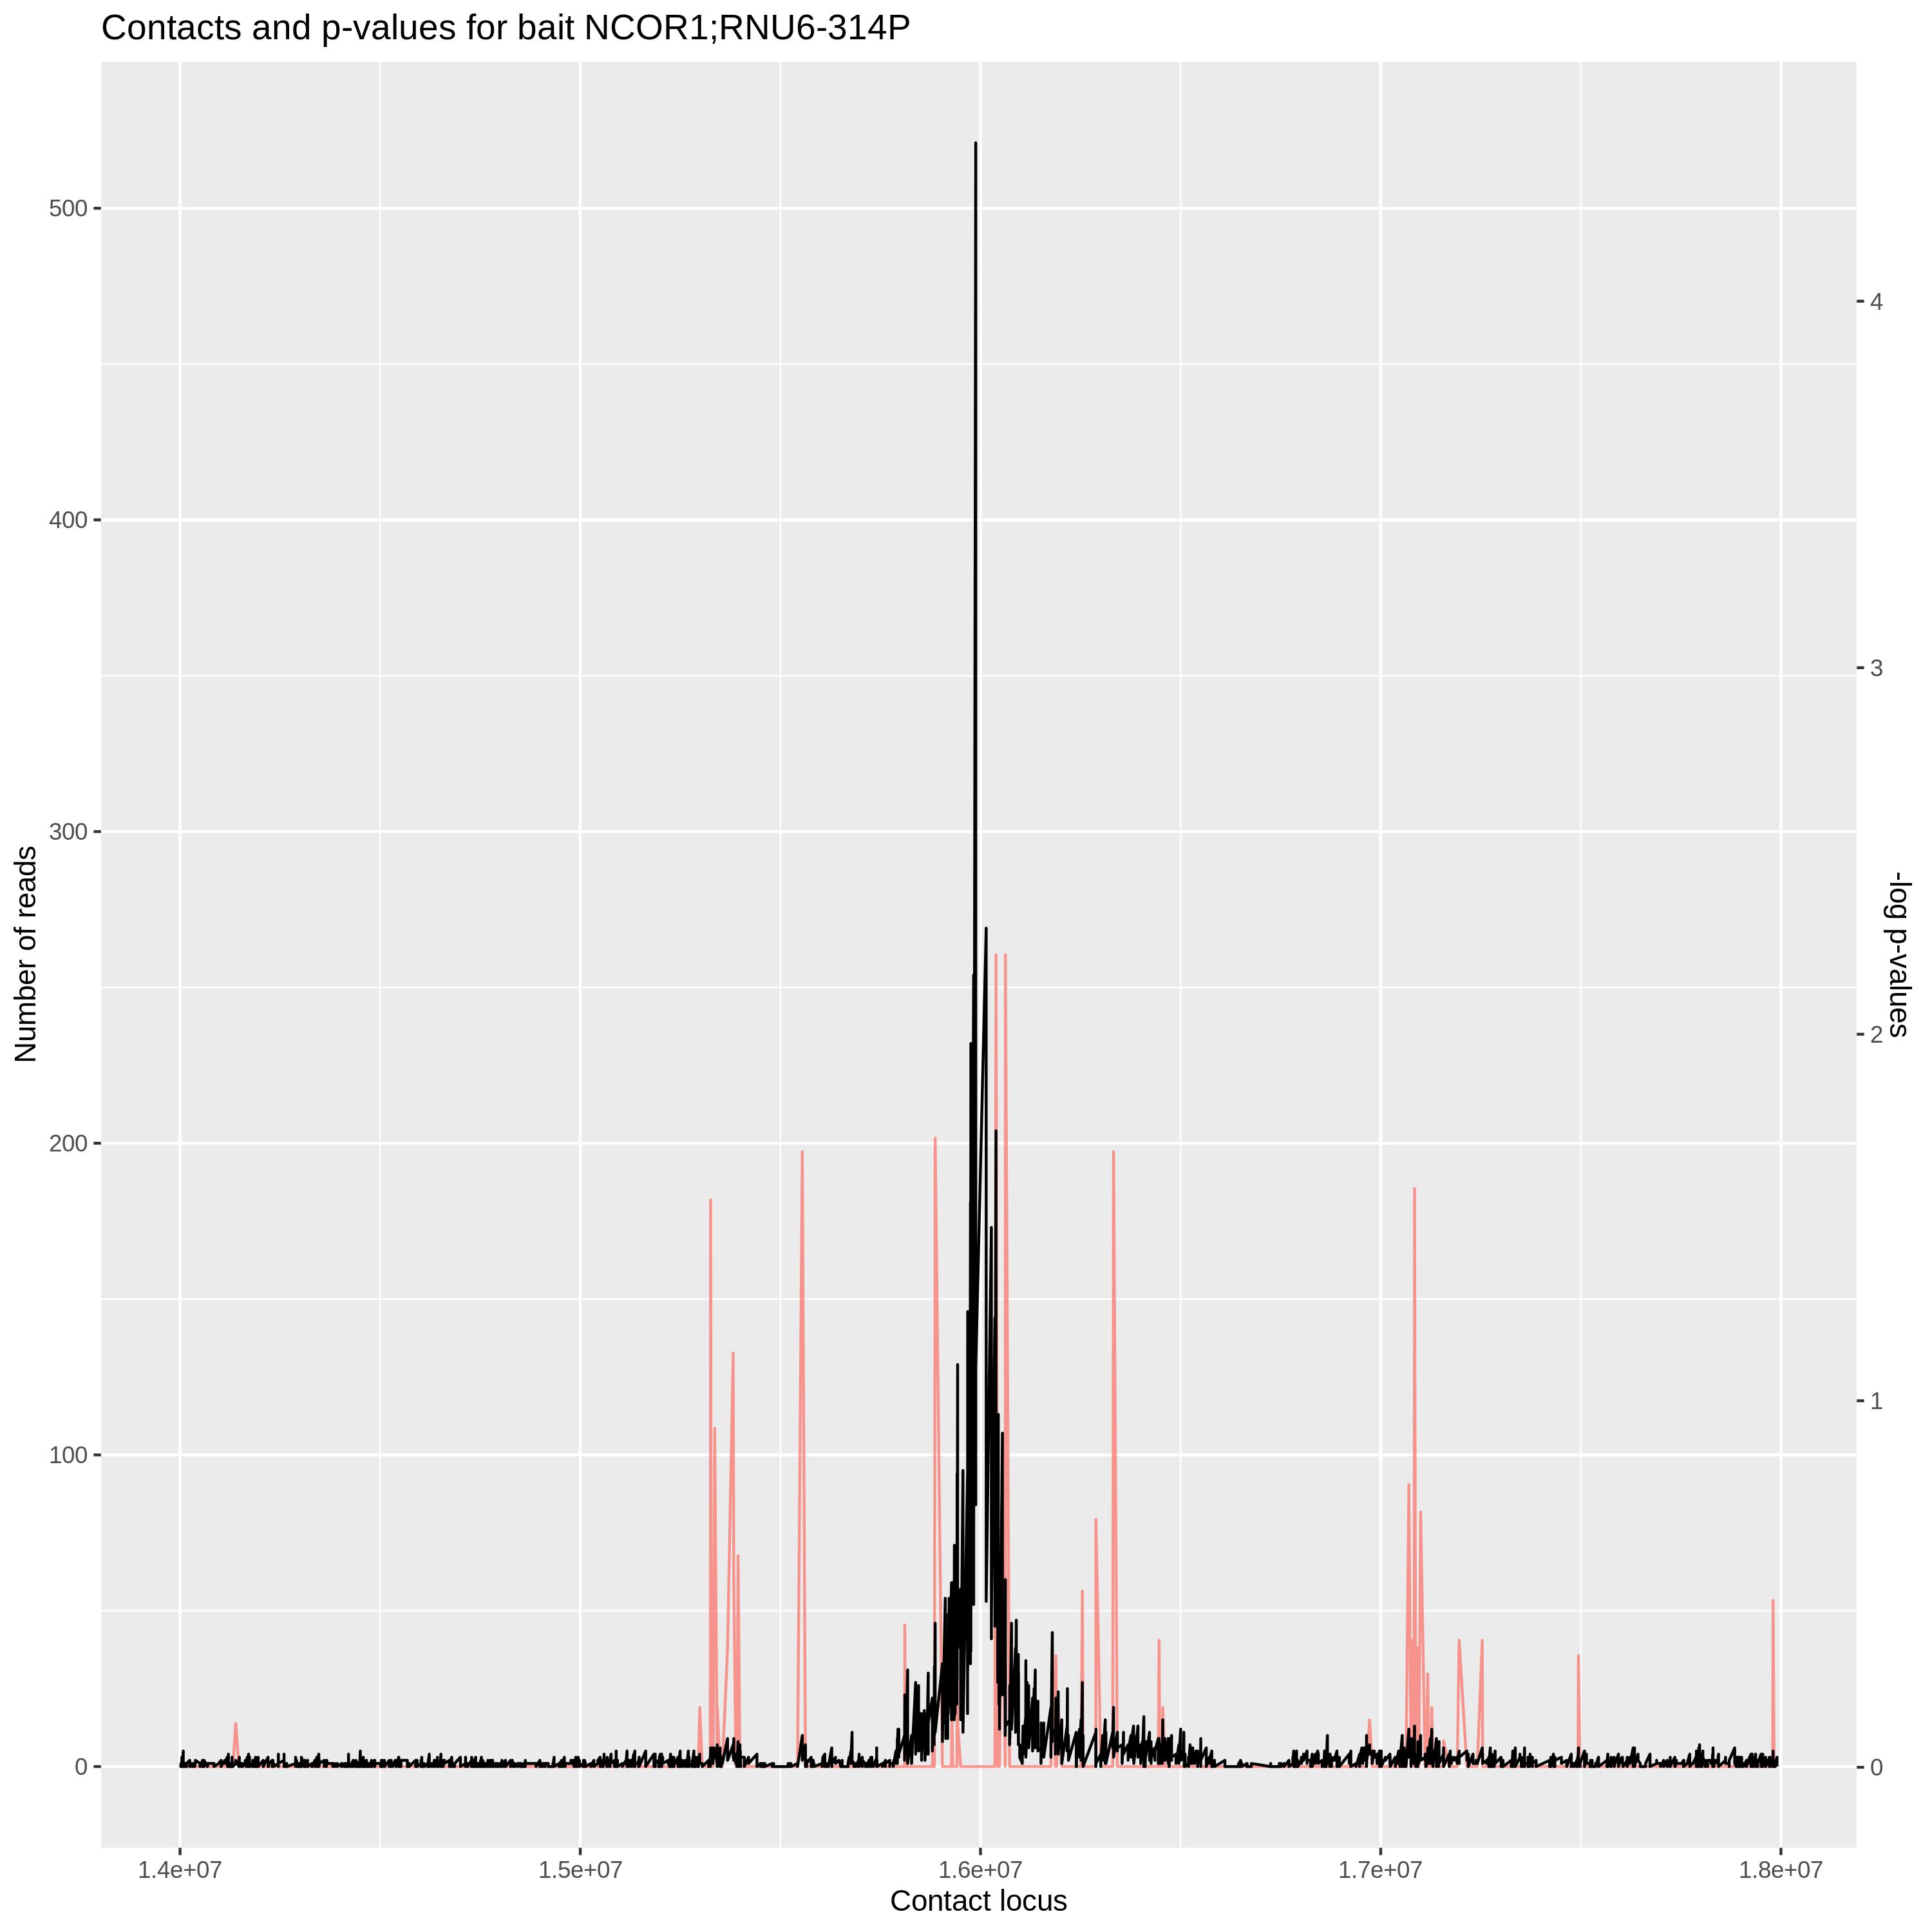 Contacts and p-values for bait NCOR1;RNU6-314P
Number of reads
500
400
300
200
100
0
4
3
2
1
0
-log p-values
1.4e+07 1.5e+07 1.6e+07 1.7e+07 1.8e+07
Contact locus